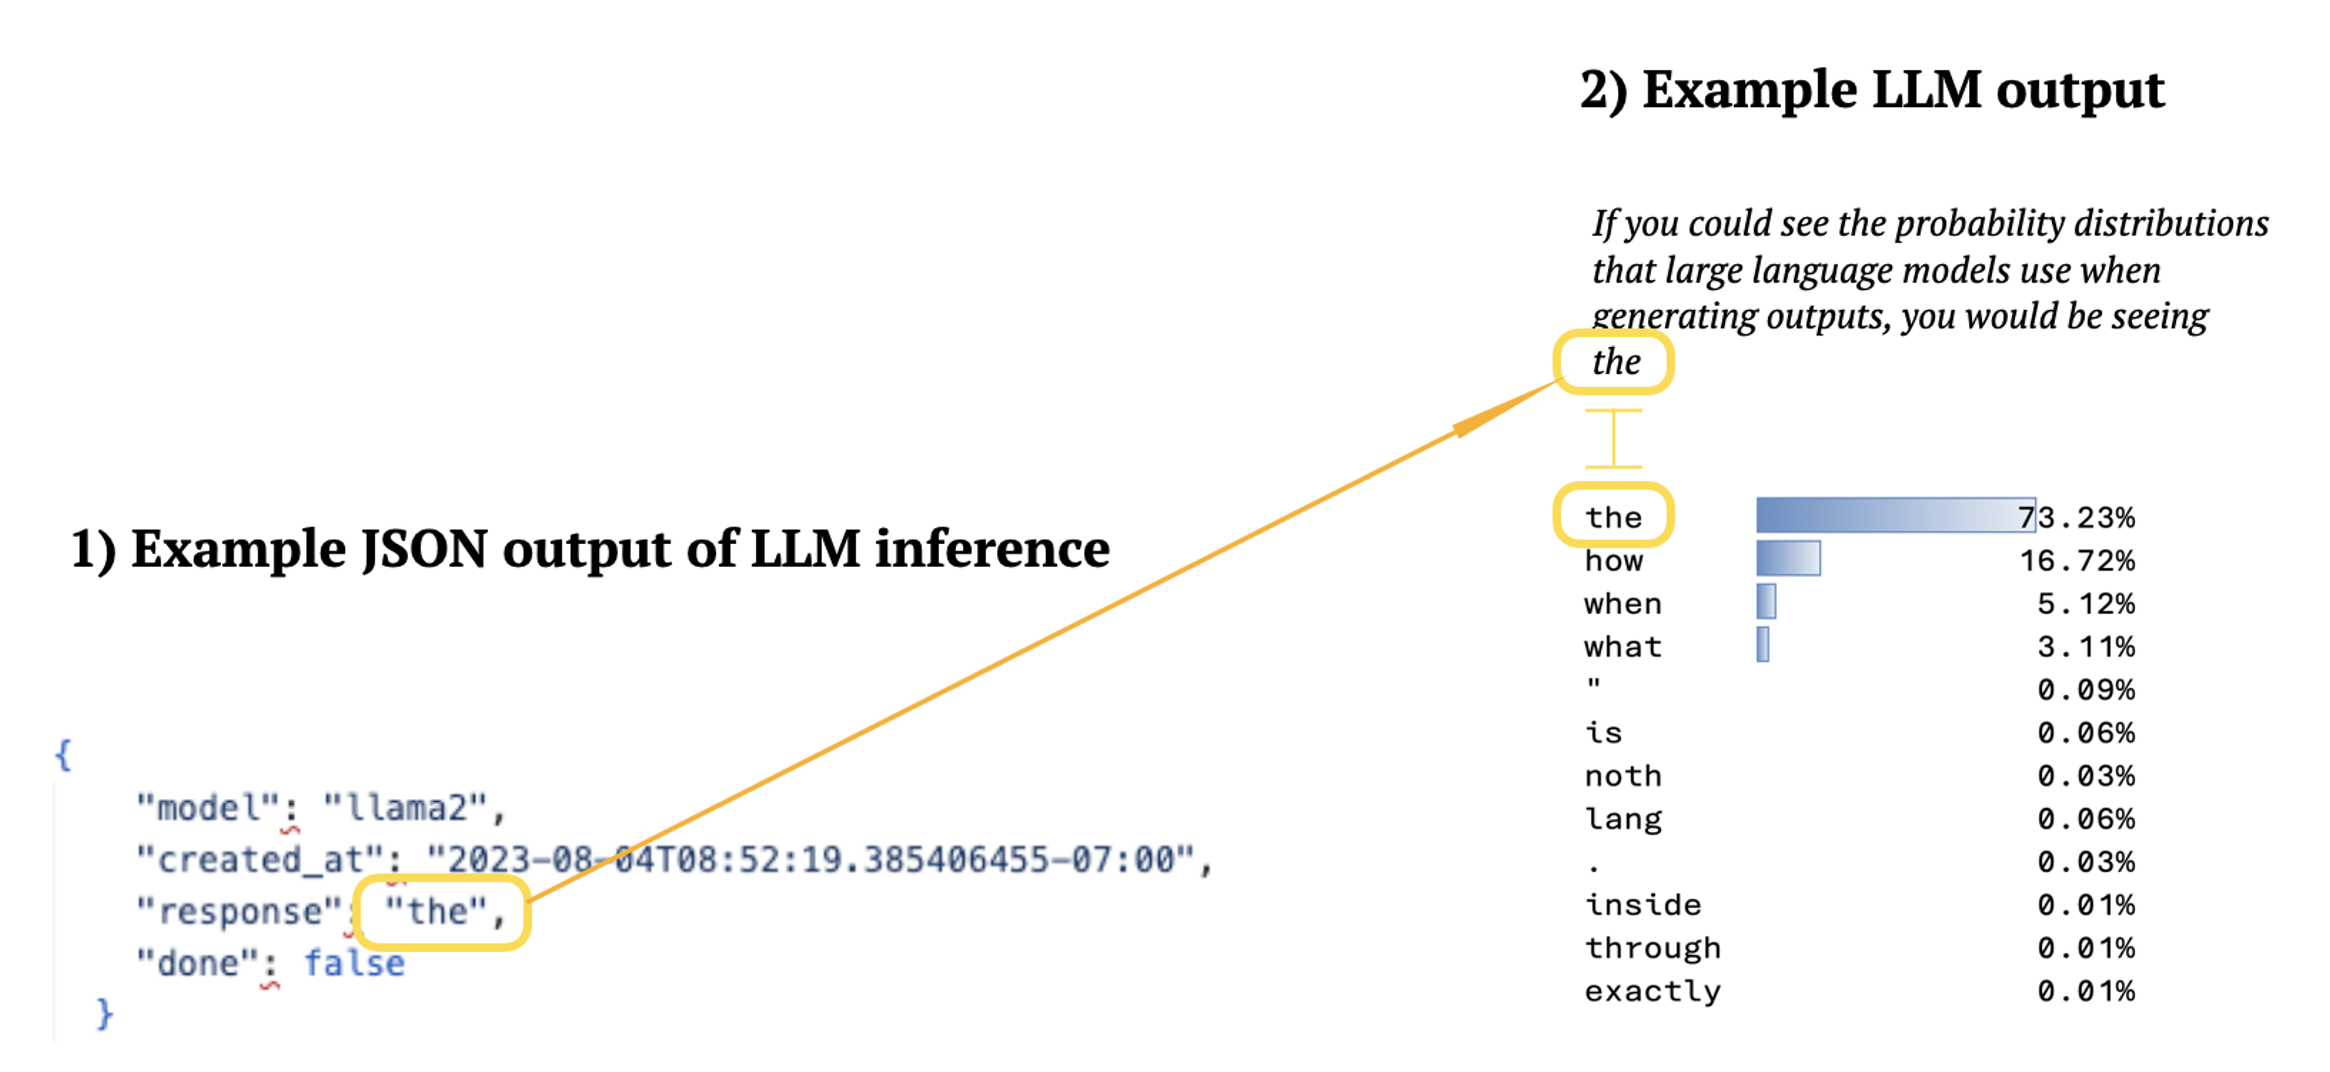 2) Example LLM output
If you could see the probability distributions
that large language models use when
generating outputs, you would be seeing
the
the 73.23%
how 16.72%
when 5.12%
what 3.11%
" 0.09%
is 0.06%
noth 0.03%
lang 0.06%
. 0.03%
inside 0.01%
through 0.01%
exactly 0.01%
1) Example JSON output of LLM inference
{
"model": "llama2",
"created_at": "2023-08-04T08:52:19.385406455-07:00",
"response": "the",
"done": false
}